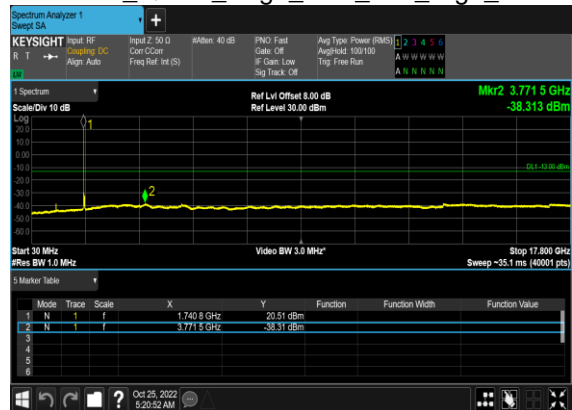 Spectrum Analyzer 1
Swept SA
+
KEYSIGHT Input: RF Input Z: 50 Ω #Atten: 40 dB PNO: Fast Avg Type: Power (RMS) 1 2 3 4 5 6
R T Coupling: DC Corr CCorr Gate: Off Avg|Hold: 100/100 A W W W W W
Align: Auto Freq Ref: Int (S) IF Gain: Low Trig: Free Run A N N N N N
Sig Track: Off
1 Spectrum
Scale/Div 10 dB
Ref Lvl Offset 8.00 dB
Ref Level 30.00 dBm
Mkr2 3.771 5 GHz
-38.313 dBm
Log
20.0
10.0
0.00
-10.0
-20.0
-30.0
-40.0
-50.0
-60.0
1
2
DL1 -13.00 dBm
Start 30 MHz Video BW 3.0 MHz* Stop 17.800 GHz
#Res BW 1.0 MHz Sweep ~35.1 ms (40001 pts)
5 Marker Table
Mode Trace Scale X Y Function Function Width Function Value
1 N 1 f 1.740 8 GHz 20.51 dBm
2 N 1 f 3.771 5 GHz -38.31 dBm
3
4
5
6
?
Oct 25, 2022
5:20:52 AM